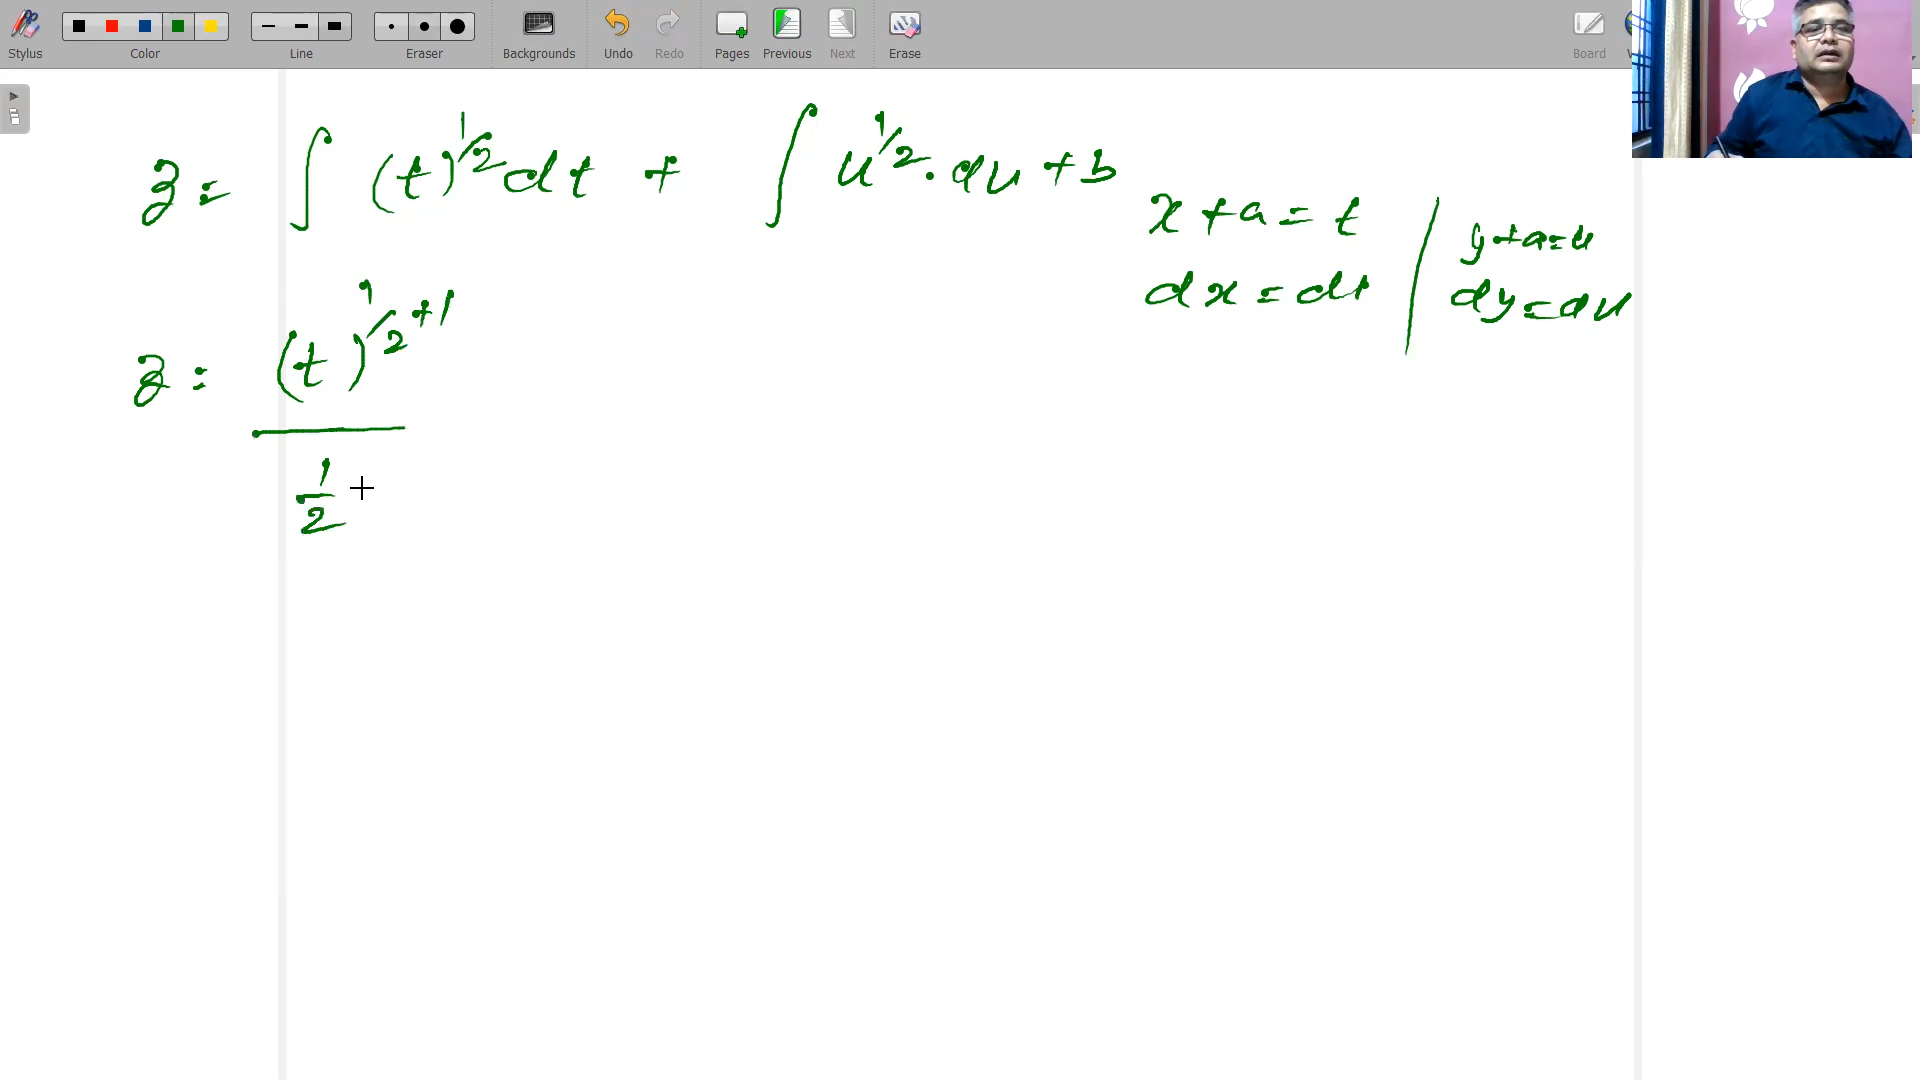 Stylus Color Line Eraser Backgrounds Undo Redo Pages Previous Next Erase Board
z = ∫ (t)^1/2 dt + ∫ u^1/2 . du + b
x + a = t
y + a = u
dx = dt
dy = du
z = (t)^1/2 + 1
1/2